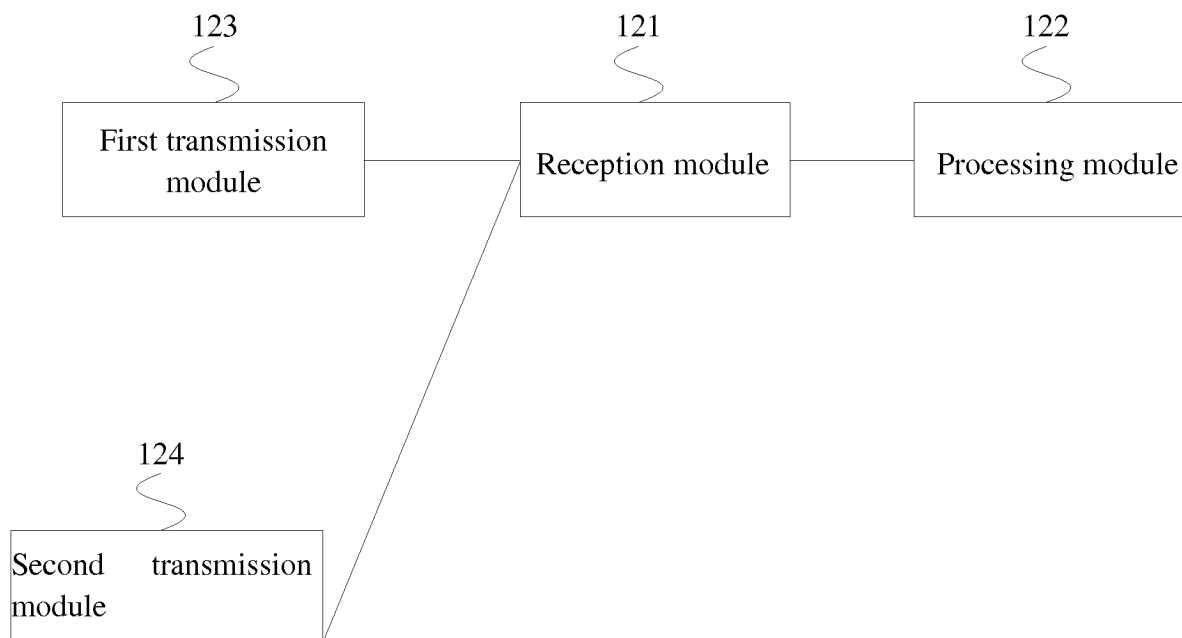 123
121
122
First transmission
module
Reception module
Processing module
124
Second transmission
module